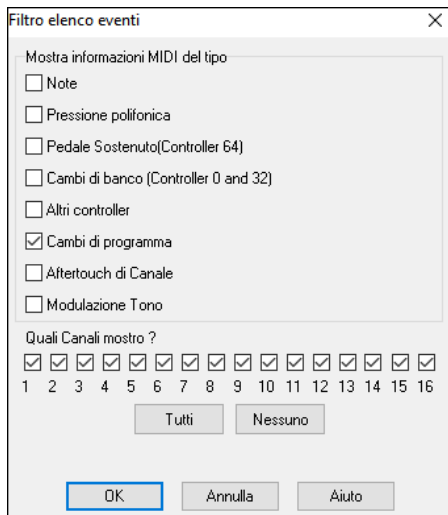 Filtro elenco eventi
Mostra informazioni MIDI del tipo
Note
Pressione polifonica
Pedale Sostenuto(Controller 64)
Cambi di banco (Controller 0 and 32)
Altri controller
Cambi di programma
Aftertouch di Canale
Modulazione Tono
Quali Canali mostro ?
1 2 3 4 5 6 7 8 9 10 11 12 13 14 15 16
Tutti Nessuno
OK Annulla Aiuto